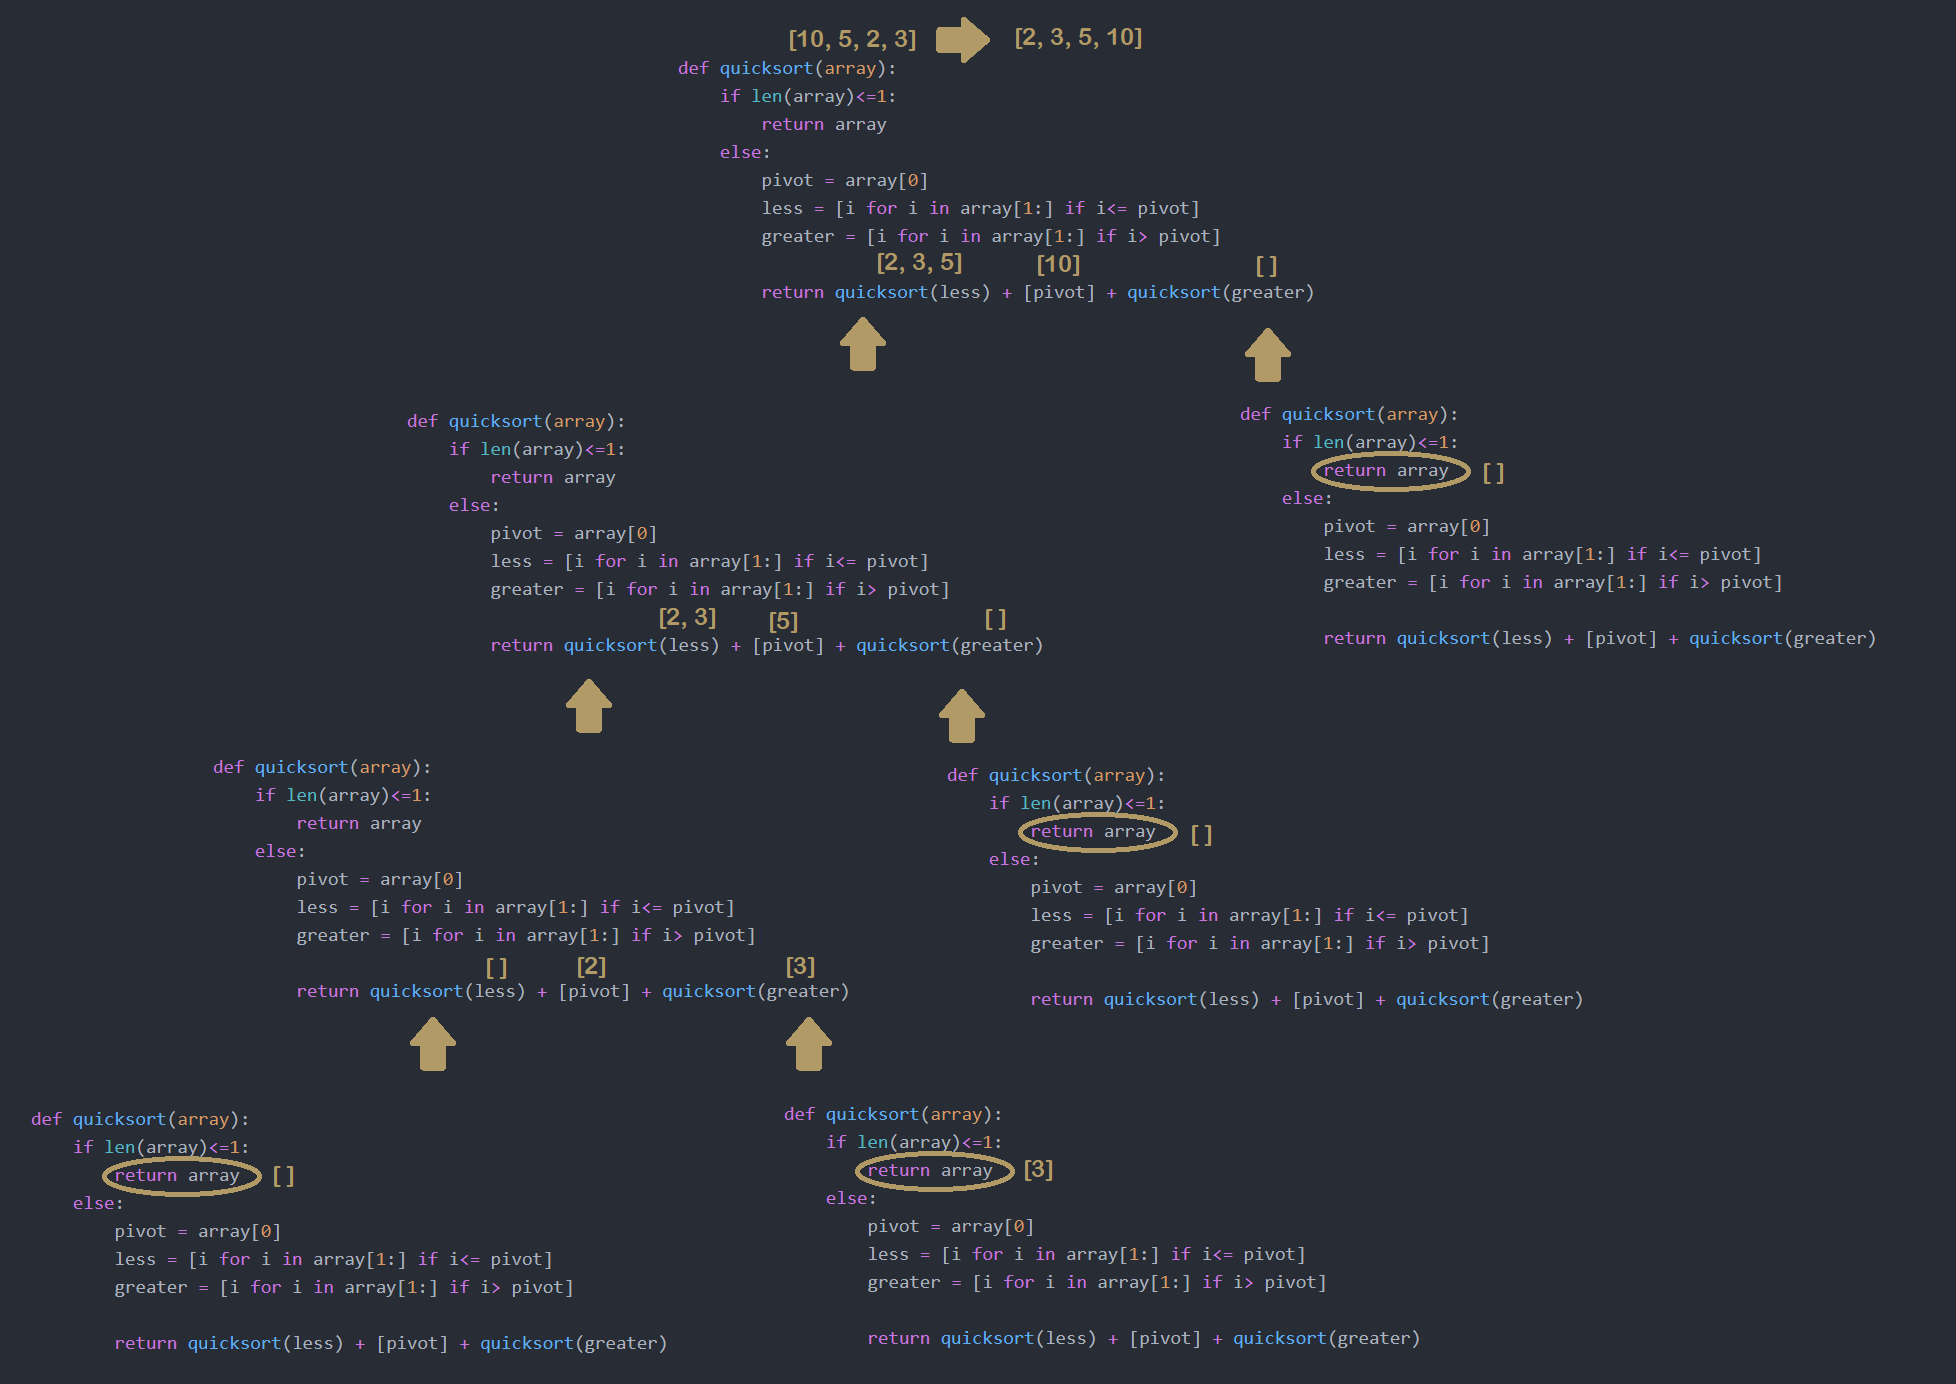 [10, 5, 2, 3] [2, 3, 5, 10]
def quicksort(array):
    if len(array)<=1:
        return array
    else:
        pivot = array[0]
        less = [i for i in array[1:] if i<= pivot]
        greater = [i for i in array[1:] if i> pivot]
[2, 3, 5] [10] [ ]
        return quicksort(less) + [pivot] + quicksort(greater)
def quicksort(array):
    if len(array)<=1:
        return array
    else:
        pivot = array[0]
        less = [i for i in array[1:] if i<= pivot]
        greater = [i for i in array[1:] if i> pivot]
[2, 3] [5] [ ]
        return quicksort(less) + [pivot] + quicksort(greater)
def quicksort(array):
    if len(array)<=1:
        return array [ ]
    else:
        pivot = array[0]
        less = [i for i in array[1:] if i<= pivot]
        greater = [i for i in array[1:] if i> pivot]
        return quicksort(less) + [pivot] + quicksort(greater)
def quicksort(array):
    if len(array)<=1:
        return array
    else:
        pivot = array[0]
        less = [i for i in array[1:] if i<= pivot]
        greater = [i for i in array[1:] if i> pivot]
[ ] [2] [3]
        return quicksort(less) + [pivot] + quicksort(greater)
def quicksort(array):
    if len(array)<=1:
        return array [ ]
    else:
        pivot = array[0]
        less = [i for i in array[1:] if i<= pivot]
        greater = [i for i in array[1:] if i> pivot]
        return quicksort(less) + [pivot] + quicksort(greater)
def quicksort(array):
    if len(array)<=1:
        return array [ ]
    else:
        pivot = array[0]
        less = [i for i in array[1:] if i<= pivot]
        greater = [i for i in array[1:] if i> pivot]
        return quicksort(less) + [pivot] + quicksort(greater)
def quicksort(array):
    if len(array)<=1:
        return array [3]
    else:
        pivot = array[0]
        less = [i for i in array[1:] if i<= pivot]
        greater = [i for i in array[1:] if i> pivot]
        return quicksort(less) + [pivot] + quicksort(greater)